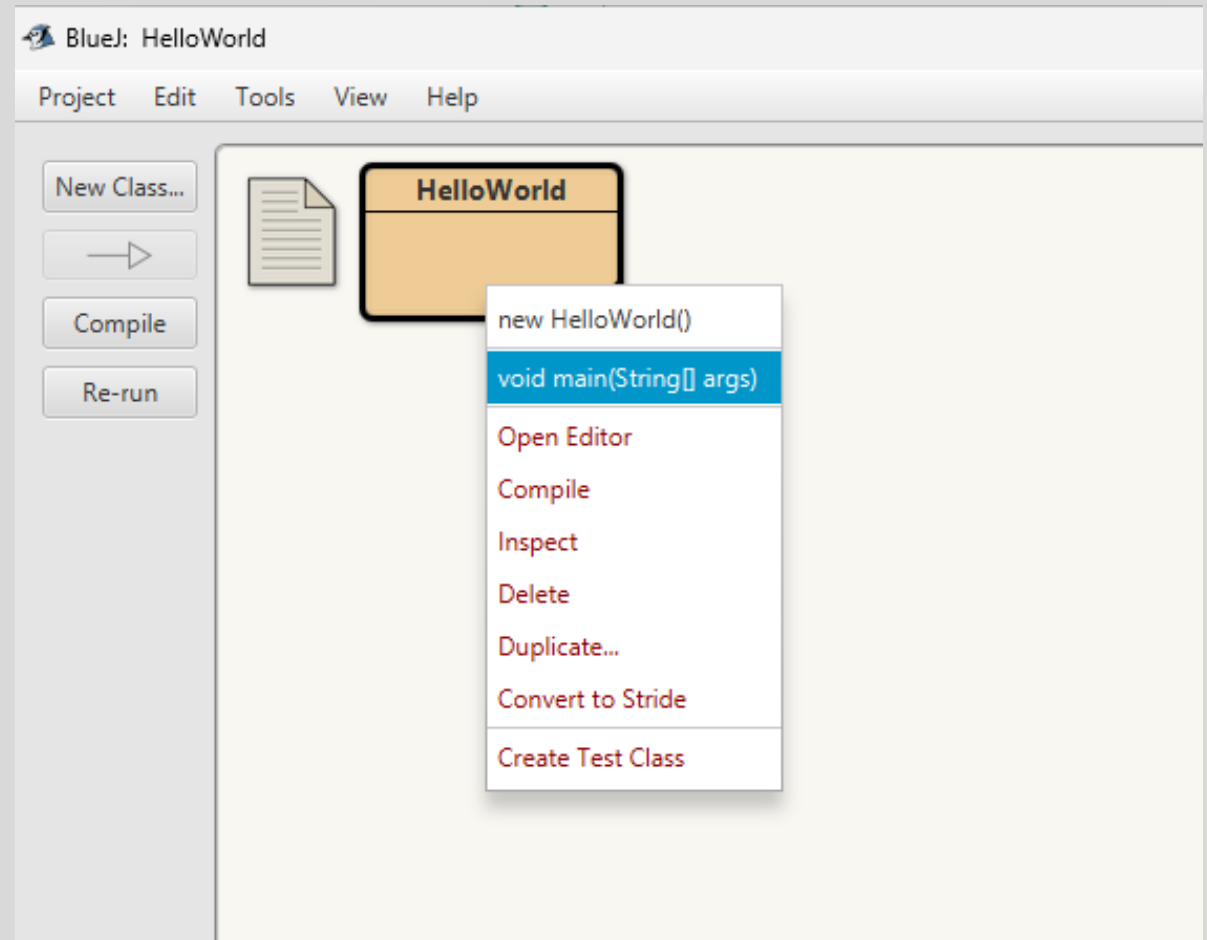 BlueJ: HelloWorld
Project Edit Tools View Help
New Class...
Compile
Re-run
HelloWorld
new HelloWorld()
void main(String[] args)
Open Editor
Compile
Inspect
Delete
Duplicate...
Convert to Stride
Create Test Class